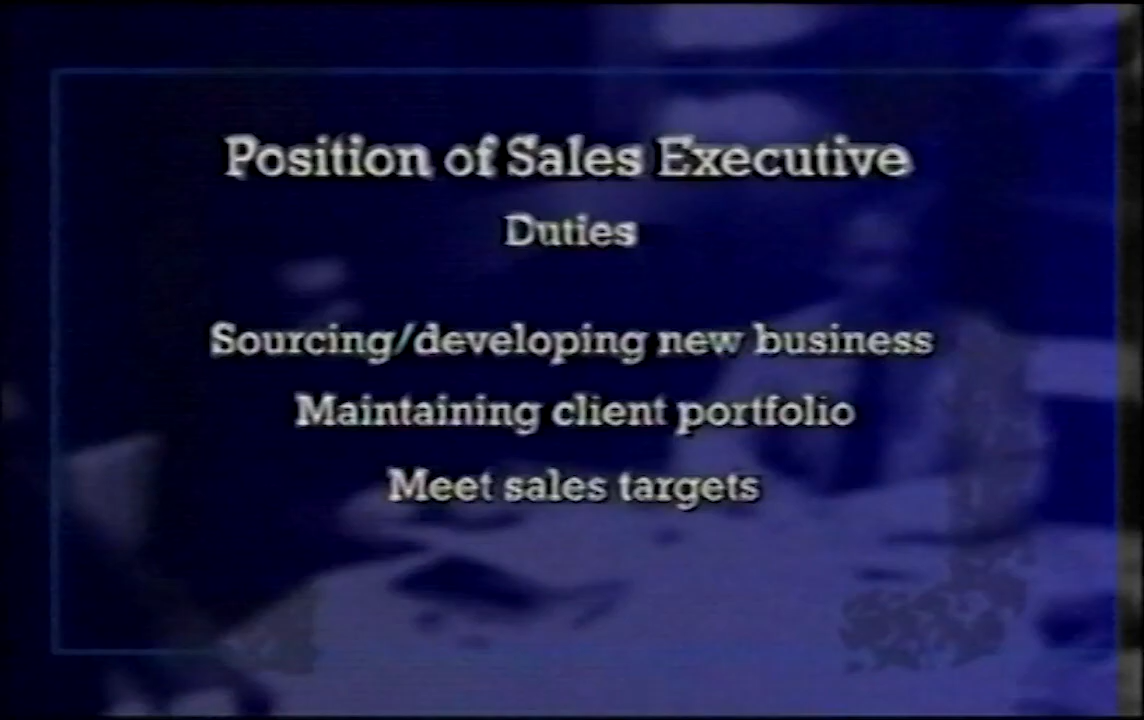 Position of Sales Executive
Duties
Sourcing/developing new business
Maintaining client portfolio
Meet sales targets